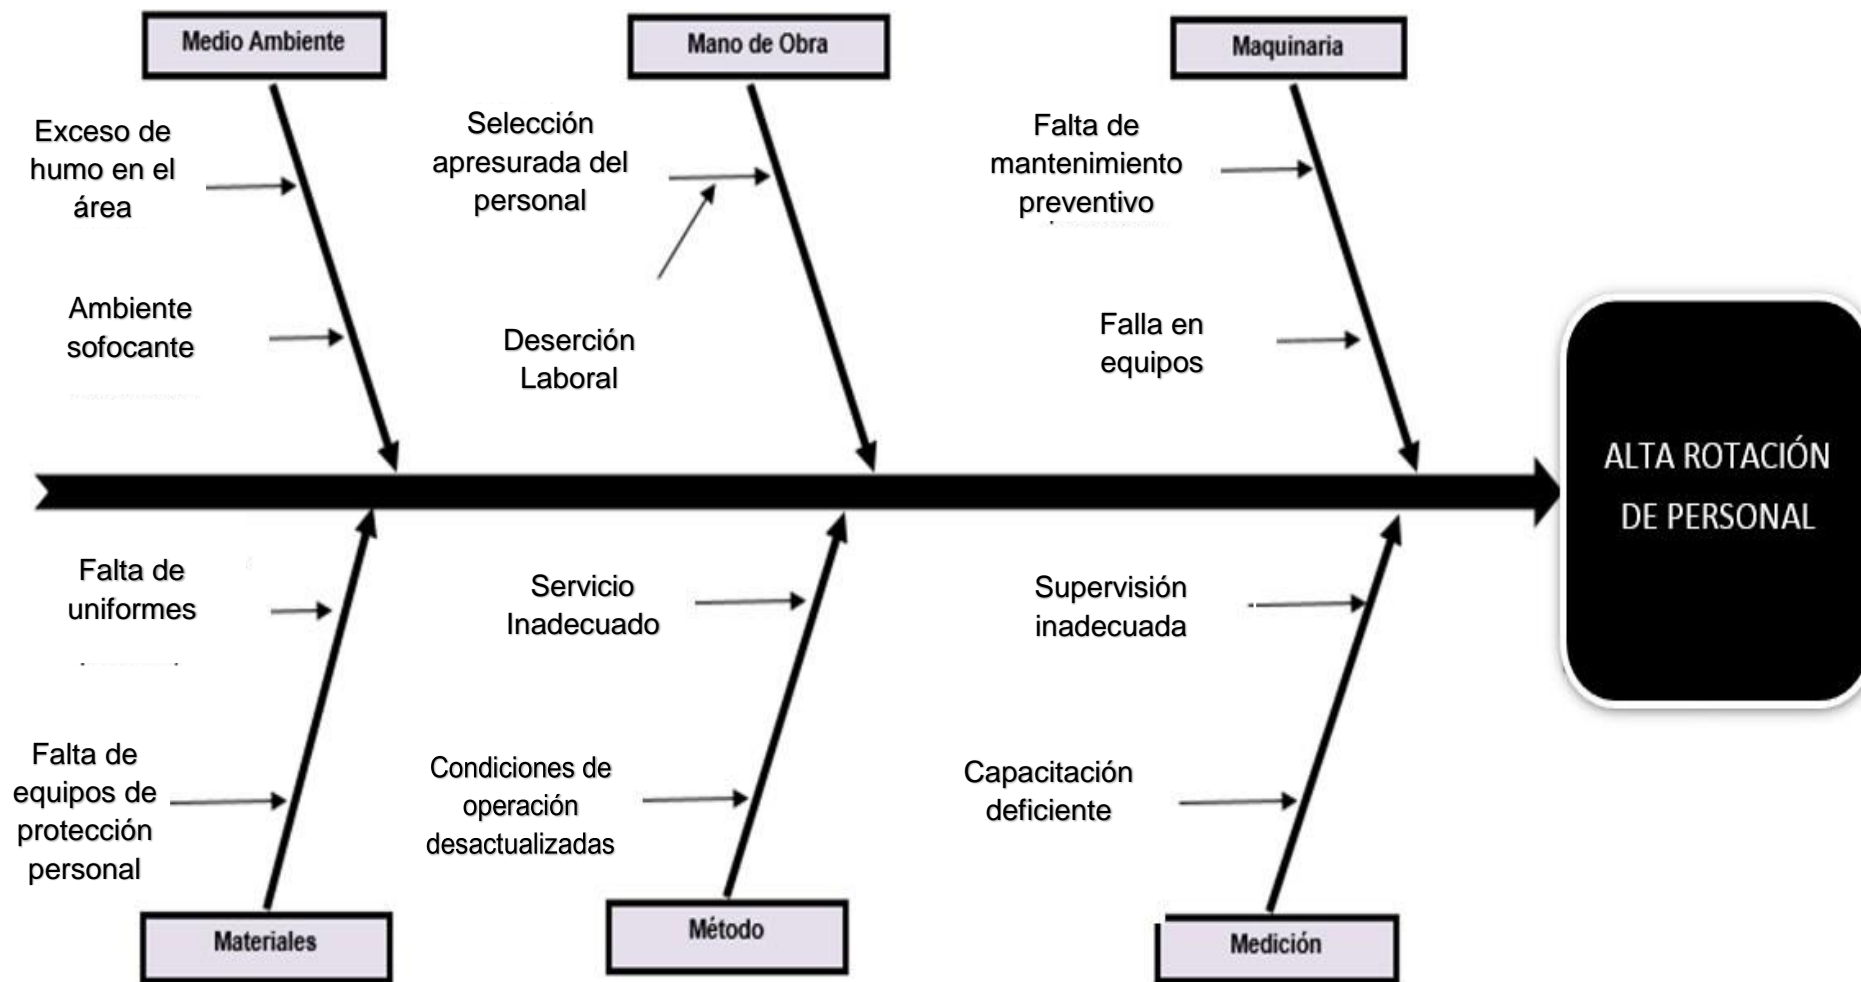 Medio Ambiente
Mano de Obra
Maquinaria
Exceso de
humo en el
área
Selección
apresurada del
personal
Falta de
mantenimiento
preventivo
Ambiente
sofocante
Deserción
Laboral
Falla en
equipos
ALTA ROTACIÓN
DE PERSONAL
Falta de
uniformes
Servicio
Inadecuado
Supervisión
inadecuada
Falta de
equipos de
protección
personal
Condiciones de
operación
desactualizadas
Capacitación
deficiente
Materiales
Método
Medición